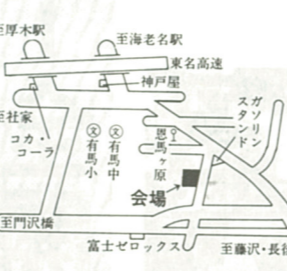 至厚木駅
至海老名駅
東名高速
神戸屋
至社家
コカ・
コーラ
文有馬小
文有馬中
恩馬ヶ原
ガソリン
スタンド
会場
至門沢橋
富士ゼロックス
至藤沢・長後